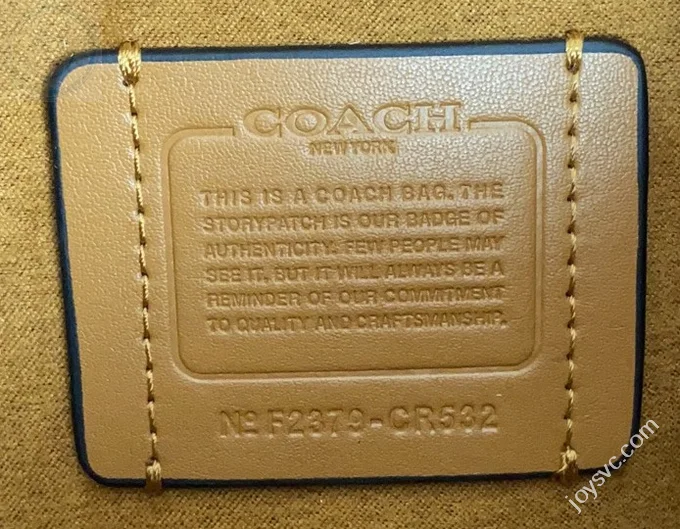 COACH
NEW YORK
THIS IS A COACH BAG. THE
STORYPATCH IS OUR BADGE OF
AUTHENTICITY. FEW PEOPLE MAY
SEE IT, BUT IT WILL ALWAYS BE A
REMINDER OF OUR COMMITMENT
TO QUALITY AND CRAFTSMANSHIP.
Nº F2379-CR532
joysvc.com